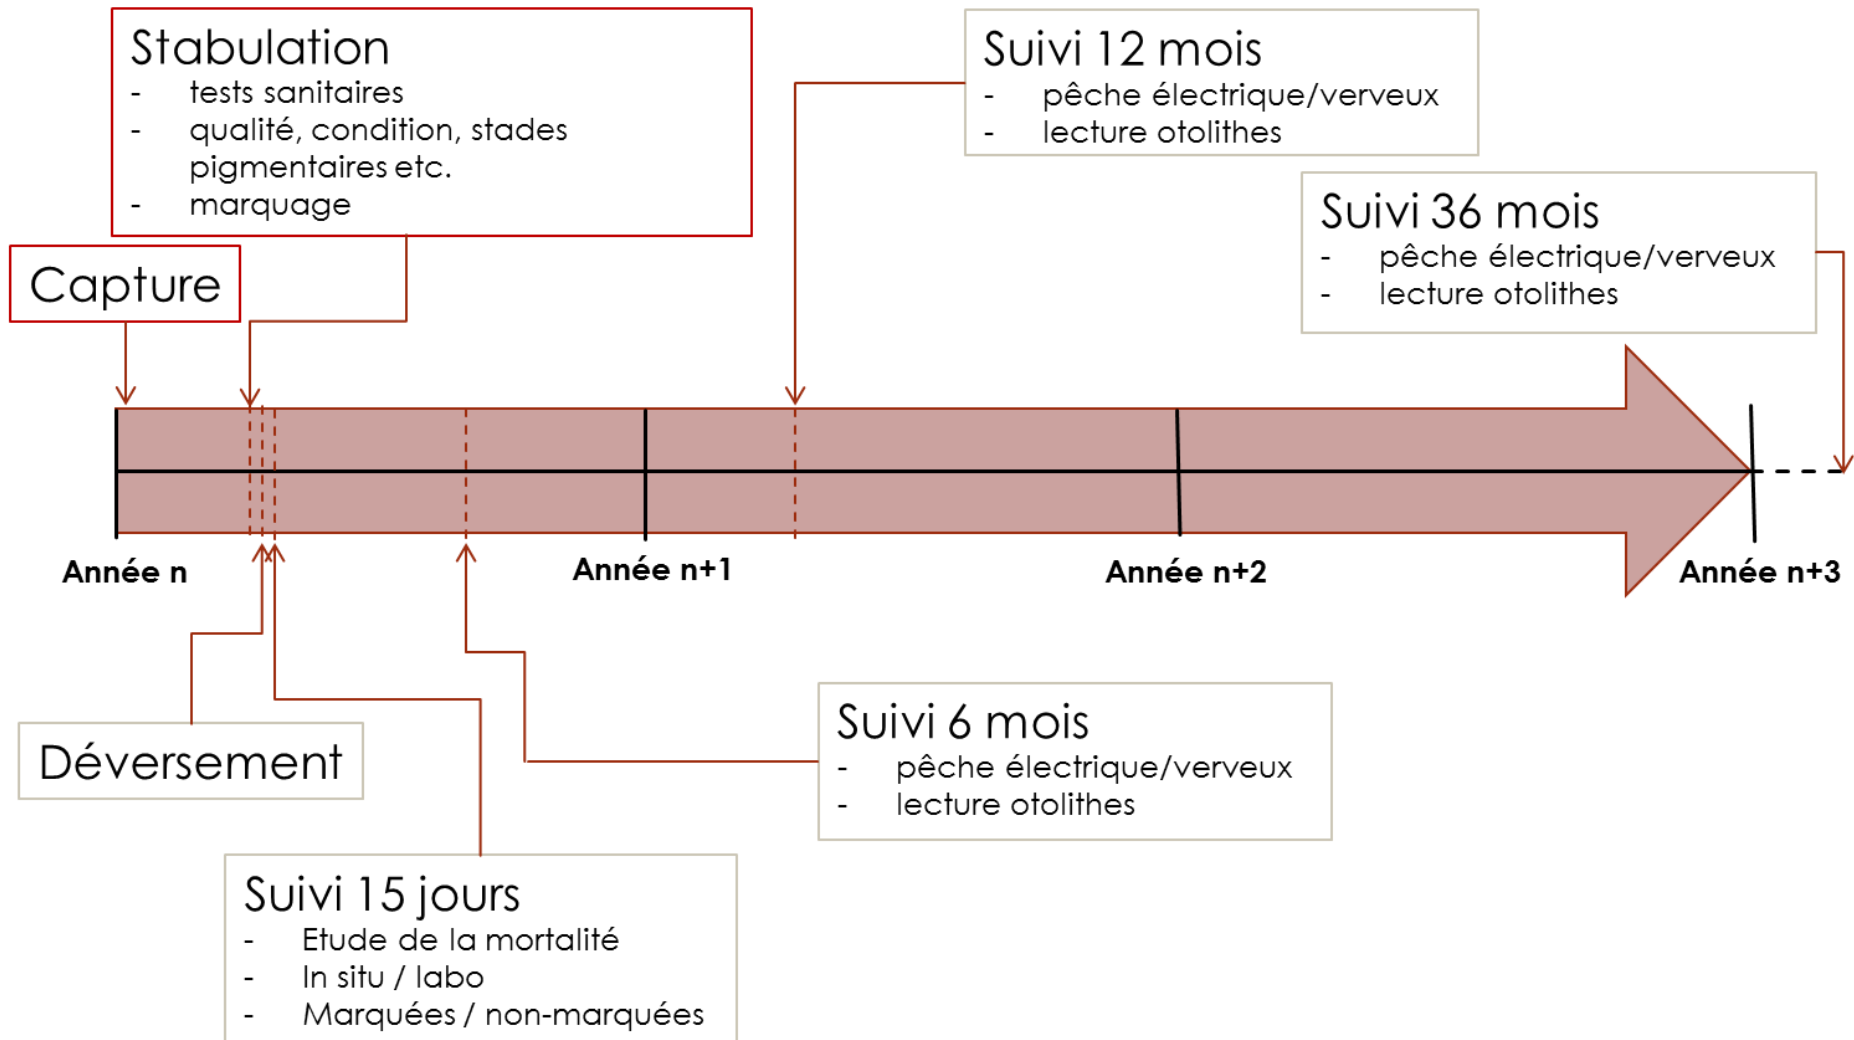 Stabulation
- tests sanitaires
- qualité, condition, stades
pigmentaires etc.
- marquage
Suivi 12 mois
- pêche électrique/verveux
- lecture otolithes
Suivi 36 mois
- pêche électrique/verveux
- lecture otolithes
Capture
Année n
Année n+1
Année n+2
Année n+3
Déversement
Suivi 6 mois
- pêche électrique/verveux
- lecture otolithes
Suivi 15 jours
- Etude de la mortalité
- In situ / labo
- Marquées / non-marquées